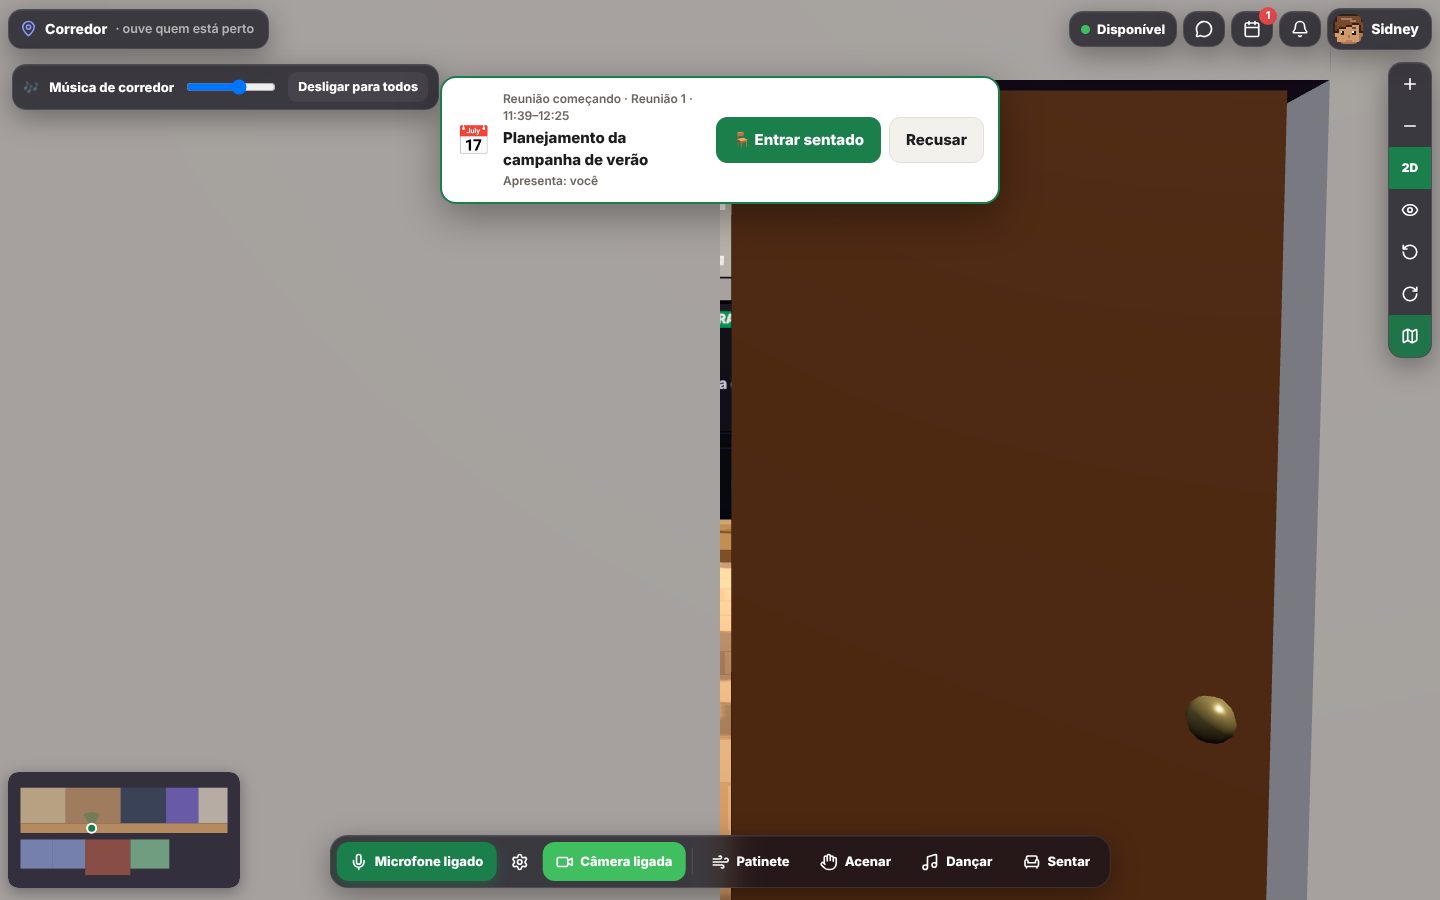 Corredor · ouve quem está perto
Disponível
1
Sidney
Música de corredor
Desligar para todos
Reunião começando · Reunião 1 ·
11:39–12:25
July
17
Planejamento da
campanha de verão
Apresenta: você
Entrar sentado
Recusar
2D
Microfone ligado
Câmera ligada
Patinete
Acenar
Dançar
Sentar